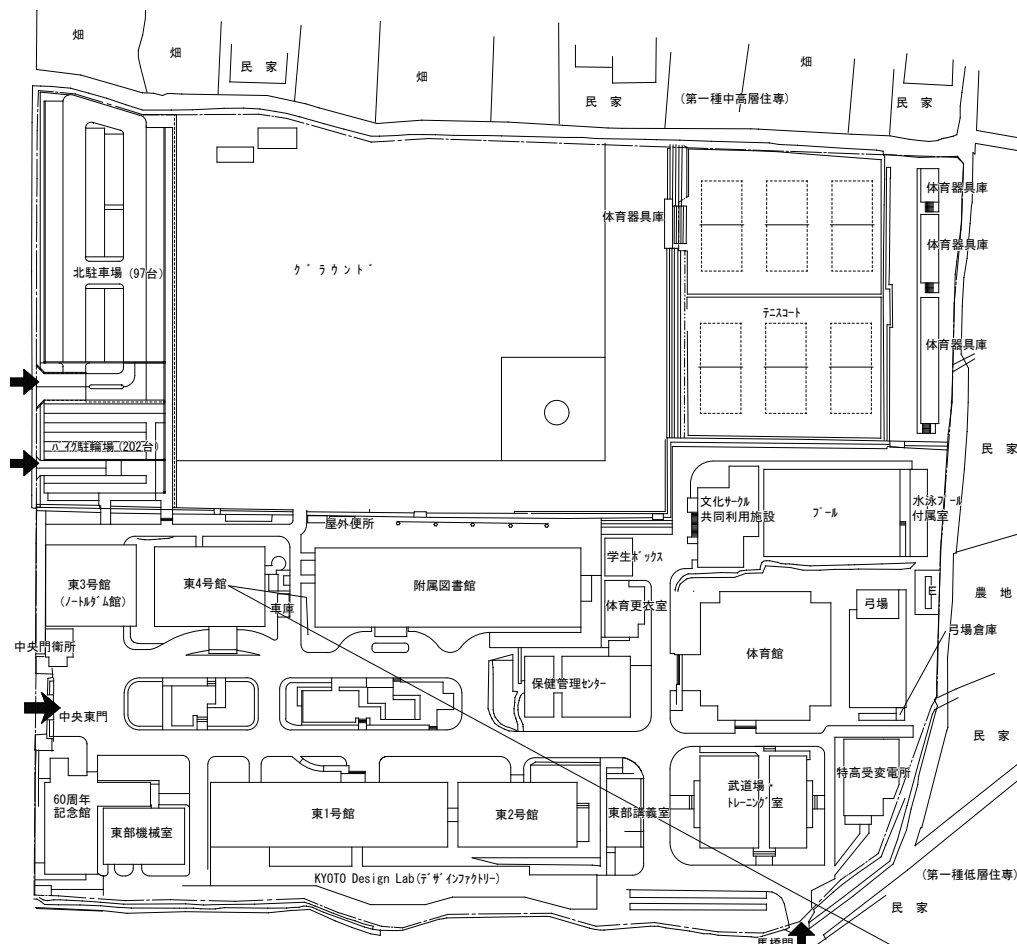 畑
畑
民 家
畑
民 家
(第一種中高層住専)
畑
民 家
体育器具庫
体育器具庫
体育器具庫
北駐車場 (97台)
グラウンド
テニスコート
体育器具庫
バイク駐輪場 (202台)
民 家
屋外便所
文化サークル
共同利用施設
プール
水泳プール
付属室
学生ボックス
東3号館
(ノートルダム館)
東4号館
車庫
附属図書館
体育更衣室
弓場
農 地
弓場倉庫
中央門衛所
体育館
保健管理センター
中央東門
民 家
60周年
記念館
東部機械室
東1号館
東2号館
東部講義室
武道場・
トレーニング室
特高受変電所
KYOTO Design Lab(デザインファクトリー)
(第一種低層住専)
民 家
馬橋門